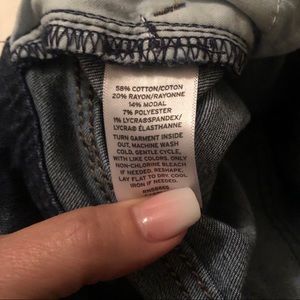 58% COTTON/COTON
20% RAYON/RAYONNE
14% MODAL
7% POLYESTER
1% LYCRA®SPANDEX/
LYCRA® ÉLASTHANNE
TURN GARMENT INSIDE
OUT, MACHINE WASH
COLD, GENTLE CYCLE,
WITH LIKE COLORS. ONLY
NON-CHLORINE BLEACH
IF NEEDED. RESHAPE,
LAY FLAT TO DRY. COOL
IRON IF NEEDED.